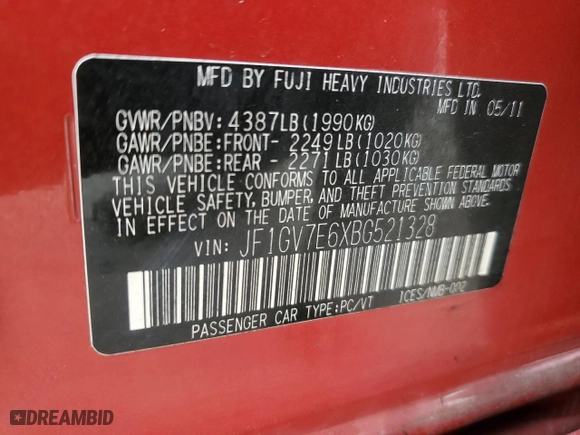 MFD BY FUJI HEAVY INDUSTRIES LTD.
MFD IN 05/11
GVWR/PNBV: 4387LB(1990KG)
GAWR/PNBE:FRONT- 2249LB(1020KG)
GAWR/PNBE:REAR - 2271LB(1030KG)
THIS VEHICLE CONFORMS TO ALL APPLICABLE FEDERAL MOTOR
VEHICLE SAFETY, BUMPER, AND THEFT PREVENTION STANDARDS
IN EFFECT ON THE DATE OF MANUFACTURE SHOWN ABOVE.
VIN: JF1GV7E6XBG521328
PASSENGER CAR TYPE:PC/VT ICES/NMB-002
DREAMBID